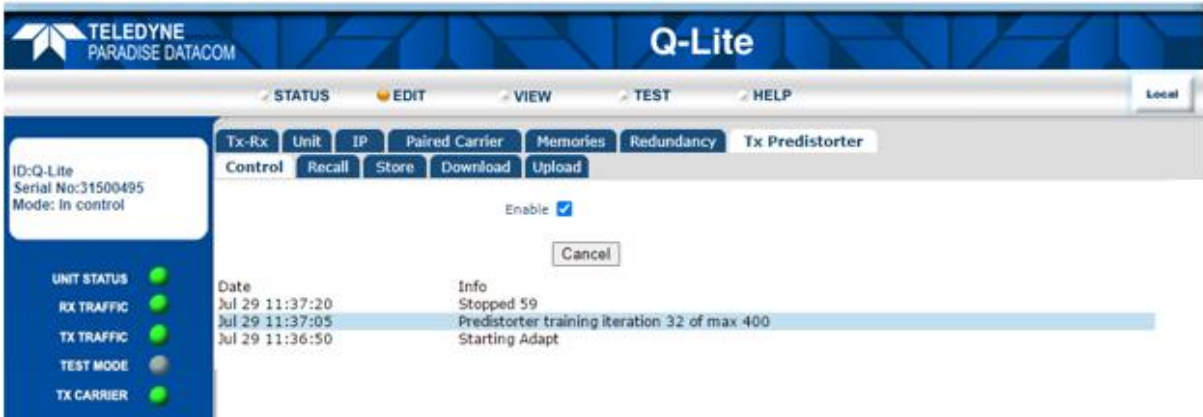 TELEDYNE
PARADISE DATACOM
Q-Lite
STATUS EDIT VIEW TEST HELP Local
Tx-Rx Unit IP Paired Carrier Memories Redundancy Tx Predistorter
Control Recall Store Download Upload
ID:Q-Lite
Serial No:31500495
Mode: In control
Enable
Cancel
UNIT STATUS
RX TRAFFIC
TX TRAFFIC
TEST MODE
TX CARRIER
Date Info
Jul 29 11:37:20 Stopped 59
Jul 29 11:37:05 Predistorter training iteration 32 of max 400
Jul 29 11:36:50 Starting Adapt